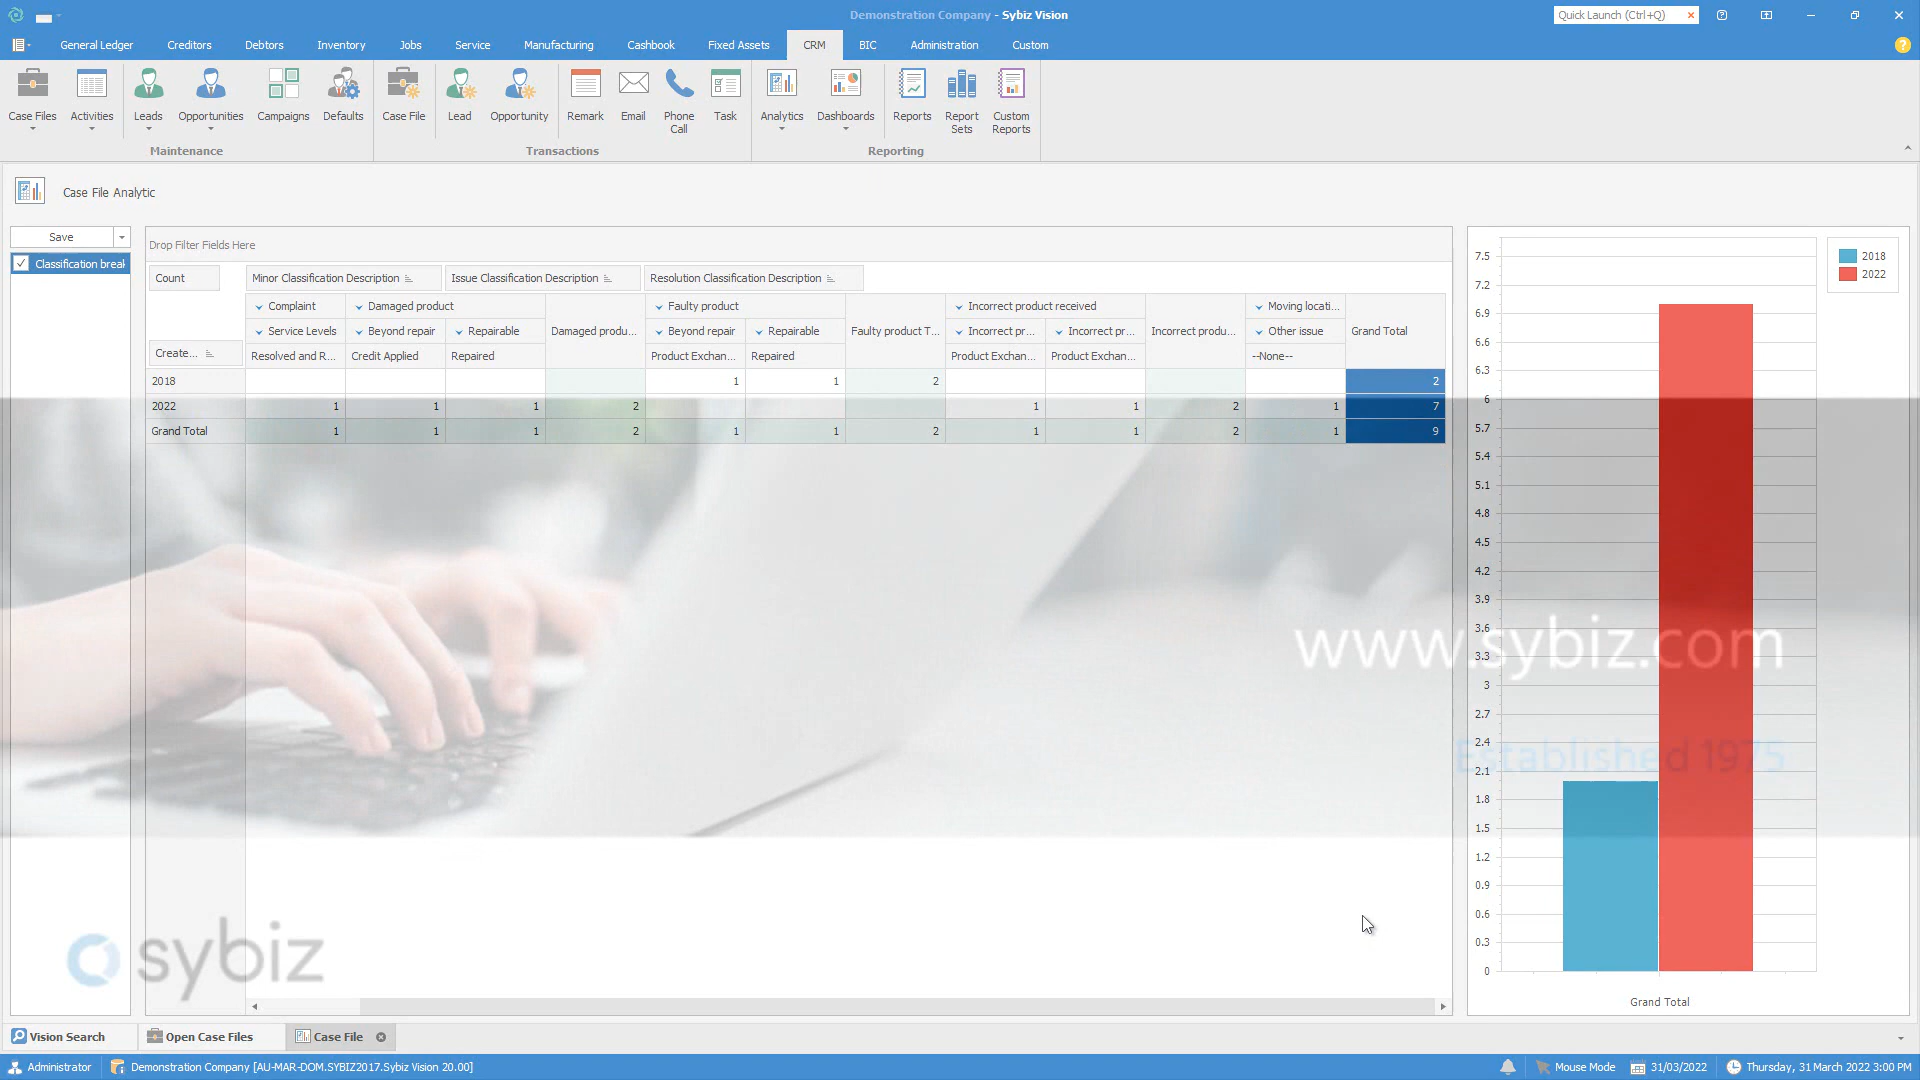 Demonstration Company - Sybiz Vision
Quick Launch (Ctrl+Q)
General Ledger
Creditors
Debtors
Inventory
Jobs
Service
Manufacturing
Cashbook
Fixed Assets
CRM
BIC
Administration
Custom
Case Files
Activities
Leads
Opportunities
Campaigns
Defaults
Case File
Lead
Opportunity
Remark
Email
Phone Call
Task
Analytics
Dashboards
Reports
Report Sets
Custom Reports
Maintenance
Transactions
Reporting
Case File Analytic
Save
Classification break
Drop Filter Fields Here
Count
Minor Classification Description
Issue Classification Description
Resolution Classification Description
Complaint
Damaged product
Faulty product
Incorrect product received
Moving locati...
Service Levels
Beyond repair
Repairable
Damaged produ...
Beyond repair
Repairable
Faulty product T...
Incorrect pr...
Incorrect pr...
Incorrect produ...
Other issue
Grand Total
Create...
Resolved and R...
Credit Applied
Repaired
Product Exchan...
Repaired
Product Exchan...
Product Exchan...
--None--
2018 1 1 2 2
2022 1 1 1 2 1 1 2 1 7
Grand Total 1 1 1 2 1 1 2 1 1 2 1 9
7.5
7.2
6.9
6.6
6.3
6
5.7
5.4
5.1
4.8
4.5
4.2
3.9
3.6
3.3
3
2.7
2.4
2.1
1.8
1.5
1.2
0.9
0.6
0.3
0
Grand Total
2018
2022
www.sybiz.com
Established 1975
sybiz
Vision Search
Open Case Files
Case File
Administrator
Demonstration Company [AU-MAR-DOM.SYBIZ2017.Sybiz Vision 20.00]
Mouse Mode
31/03/2022
Thursday, 31 March 2022 3:00 PM